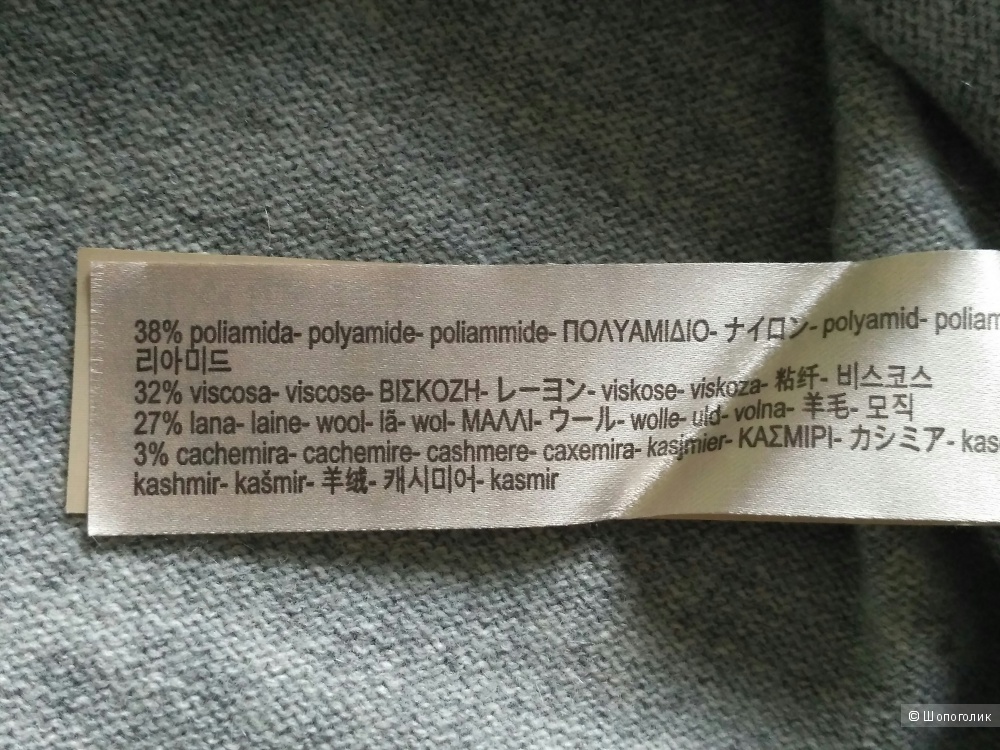 38% poliamida- polyamide- poliammide- ΠΟΛΥΑΜΙΔΙΟ- ナイロン- polyamid- poliam
리아미드
32% viscosa- viscose- ΒΙΣΚΟΖΗ- レーヨン- viskose- viskoza- 粘纤- 비스코스
27% lana- laine- wool- lã- wol- ΜΑΛΛΙ- ウール- wolle- uld- volna- 羊毛- 모직
3% cachemira- cachemire- cashmere- caxemira- kasjmier- ΚΑΣΜΙΡΙ- カシミア- kas
kashmir- kašmir- 羊绒- 캐시미어- kasmir
© Шопоголик